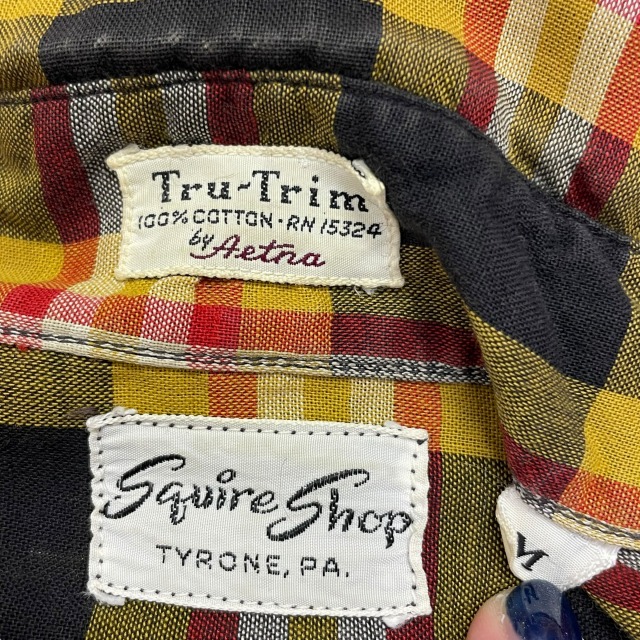 Tru-Trim
100% COTTON-RN 15324
by Aetna
Squire Shop
TYRONE, PA.
M